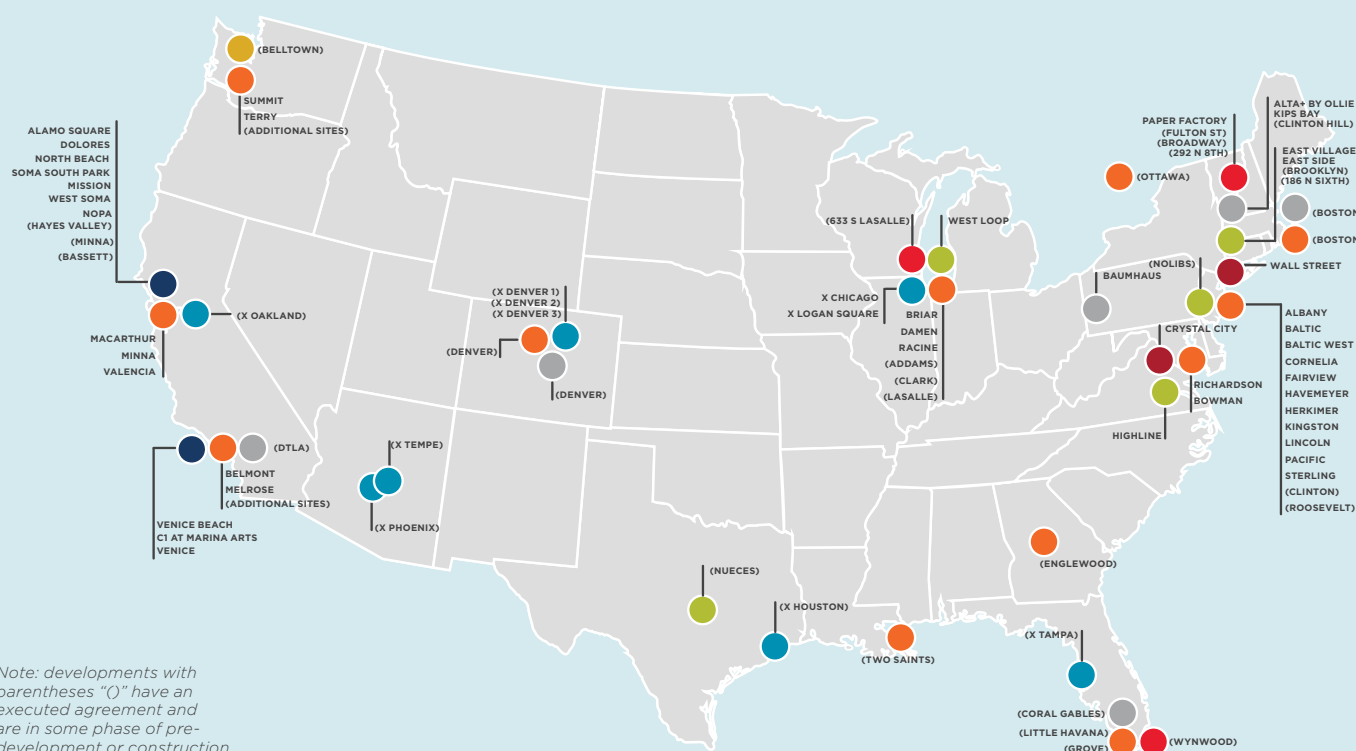 (BELLTOWN)
SUMMIT
TERRY
(ADDITIONAL SITES)
ALAMO SQUARE
DOLORES
NORTH BEACH
SOMA SOUTH PARK
MISSION
WEST SOMA
NOPA
(HAYES VALLEY)
(MINNA)
(BASSETT)
(X OAKLAND)
MACARTHUR
MINNA
VALENCIA
(DTLA)
BELMONT
MELROSE
(ADDITIONAL SITES)
VENICE BEACH
C1 AT MARINA ARTS
VENICE
(X TEMPE)
(X PHOENIX)
(X DENVER 1)
(X DENVER 2)
(X DENVER 3)
(DENVER)
(DENVER)
(NUECES)
(X HOUSTON)
(TWO SAINTS)
(633 S LASALLE)
WEST LOOP
X CHICAGO
X LOGAN SQUARE
BRIAR
DAMEN
RACINE
(ADDAMS)
(CLARK)
(LASALLE)
(OTTAWA)
PAPER FACTORY
(FULTON ST)
(BROADWAY)
(292 N 8TH)
ALTA+ BY OLLIE
KIPS BAY
(CLINTON HILL)
EAST VILLAGE
EAST SIDE
(BROOKLYN)
(186 N SIXTH)
(BOSTON
(BOSTON
WALL STREET
(NOLIBS)
BAUMHAUS
CRYSTAL CITY
RICHARDSON
BOWMAN
HIGHLINE
ALBANY
BALTIC
BALTIC WEST
CORNELIA
FAIRVIEW
HAVEMEYER
HERKIMER
KINGSTON
LINCOLN
PACIFIC
STERLING
(CLINTON)
(ROOSEVELT)
(ENGLEWOOD)
(X TAMPA)
(CORAL GABLES)
(LITTLE HAVANA)
(GROVE)
(WYNWOOD)
Note: developments with
parentheses “()” have an
executed agreement and
are in some phase of pre-
development or construction